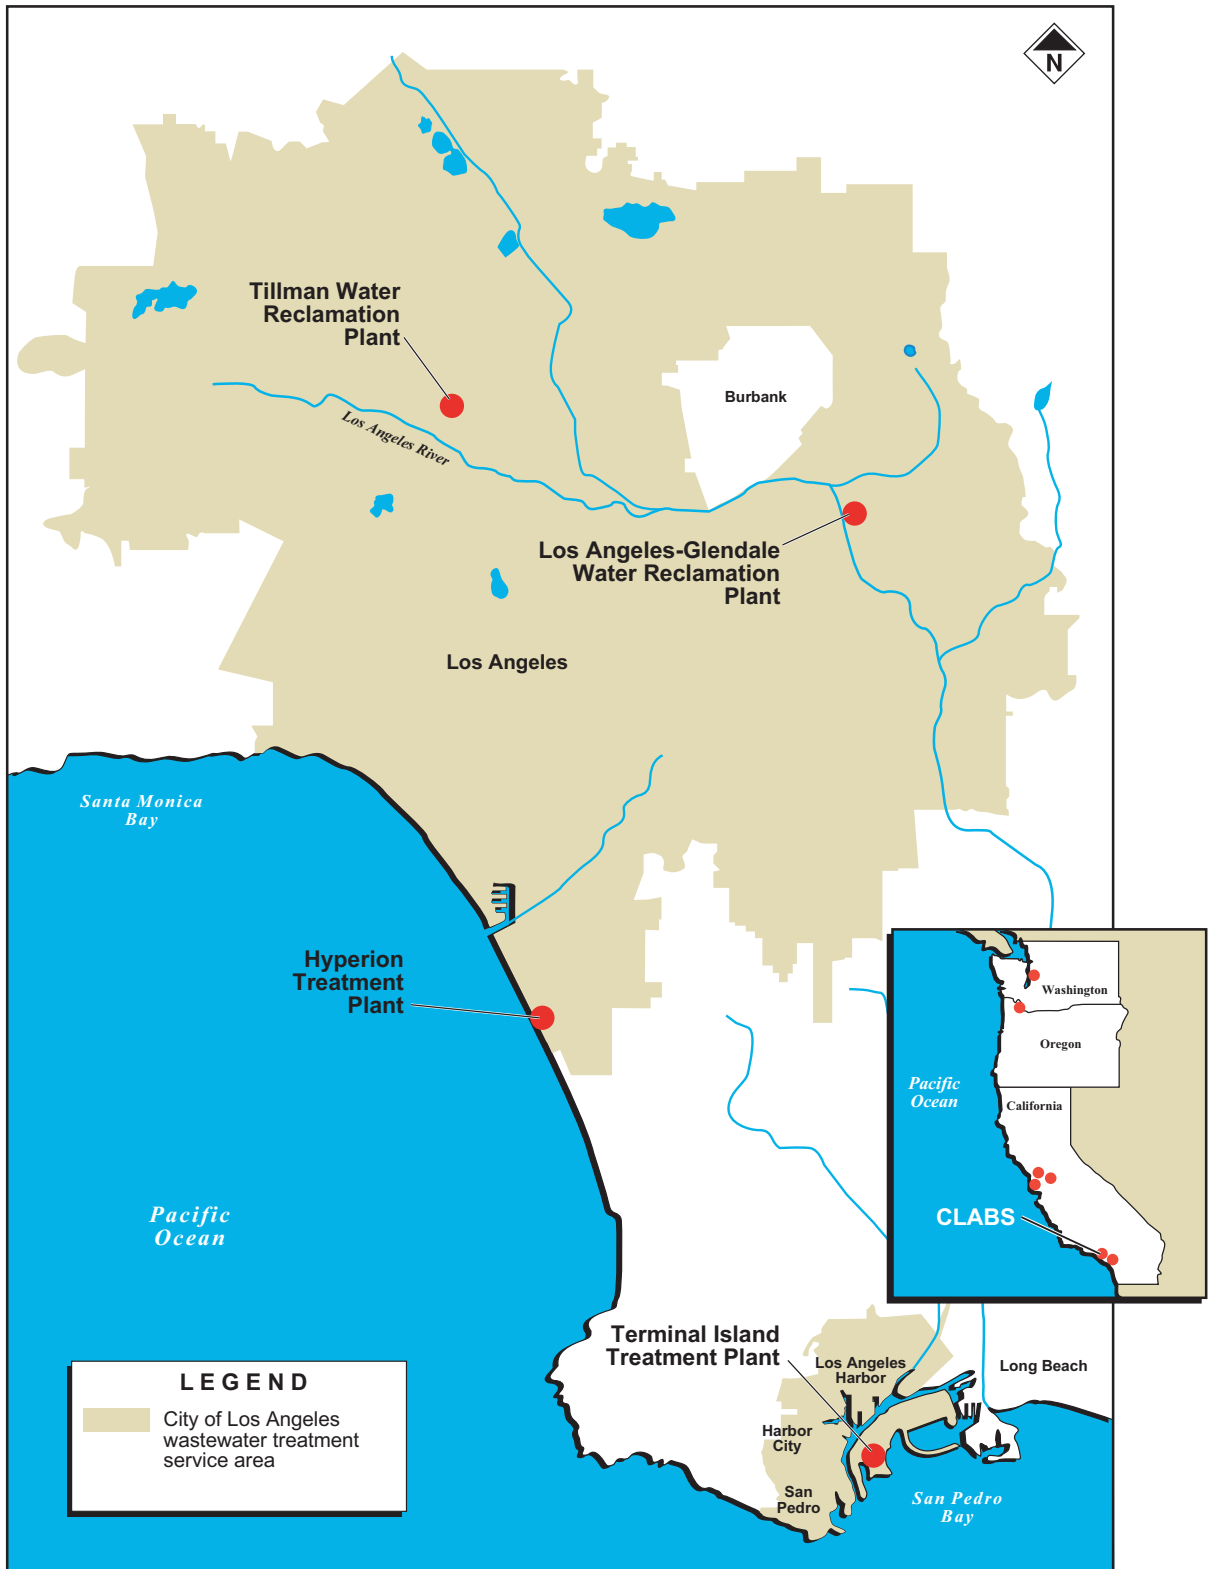 N
Tillman Water
Reclamation
Plant
Burbank
Los Angeles River
Los Angeles-Glendale
Water Reclamation
Plant
Los Angeles
Santa Monica
Bay
Hyperion
Treatment
Plant
Washington
Oregon
Pacific
Ocean
California
CLABS
Pacific
Ocean
Terminal Island
Treatment Plant
Los Angeles
Harbor
Long Beach
Harbor
City
San
Pedro
San Pedro
Bay
LEGEND
City of Los Angeles
wastewater treatment
service area